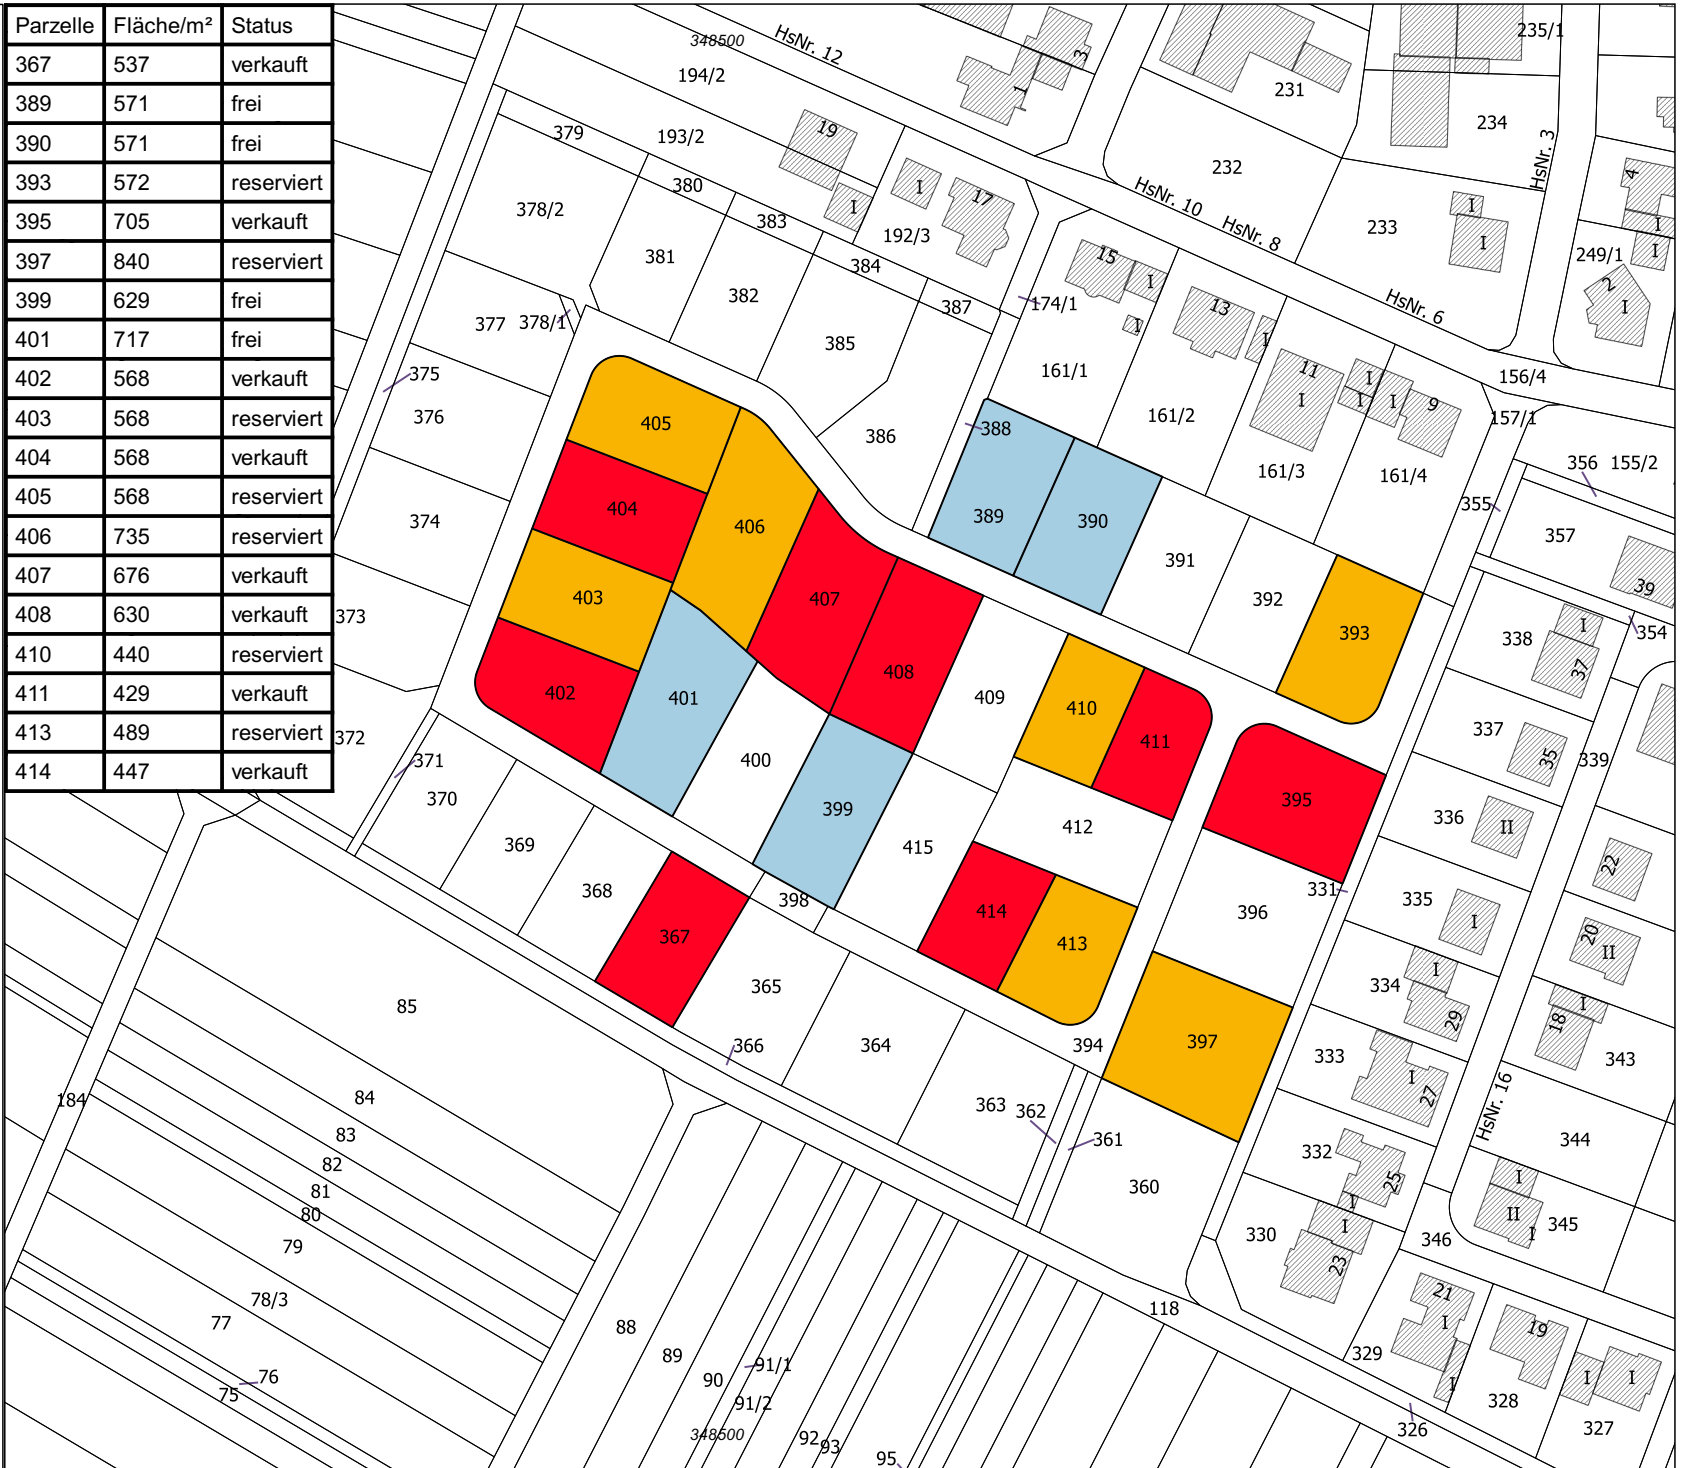 Parzelle Fläche/m² Status
367 537 verkauft
389 571 frei
390 571 frei
393 572 reserviert
395 705 verkauft
397 840 reserviert
399 629 frei
401 717 frei
402 568 verkauft
403 568 reserviert
404 568 verkauft
405 568 reserviert
406 735 reserviert
407 676 verkauft
408 630 verkauft
410 440 reserviert
411 429 verkauft
413 489 reserviert
414 447 verkauft
348500
HsNr. 12
194/2
3
1
231
235/1
234
HsNr. 3
4
I
I
379
193/2
19
I
I
17
192/3
232
HsNr. 10
HsNr. 8
233
I
I
249/1
2
I
378/2
380
381
383
382
384
387
174/1
15
I
I
13
I
HsNr. 6
377
378/1
385
161/1
11
I
I
I
I
9
156/4
375
376
405
386
388
161/2
157/1
161/3
161/4
356
155/2
374
404
406
389
390
355
357
391
39
373
403
407
392
393
I
338
37
354
402
401
408
409
410
411
337
35
339
372
371
400
395
370
399
412
336
II
22
369
415
368
398
414
396
331
335
I
20
II
367
413
334
I
29
18
I
85
365
397
366
364
394
333
I
27
343
184
84
363
362
361
HsNr. 16
344
83
82
81
80
360
332
25
I
I
II
I
345
79
330
I
23
346
78/3
77
118
21
I
88
19
76
75
89
90
91/1
91/2
329
I
328
I
I
327
348500
92
93
95
326